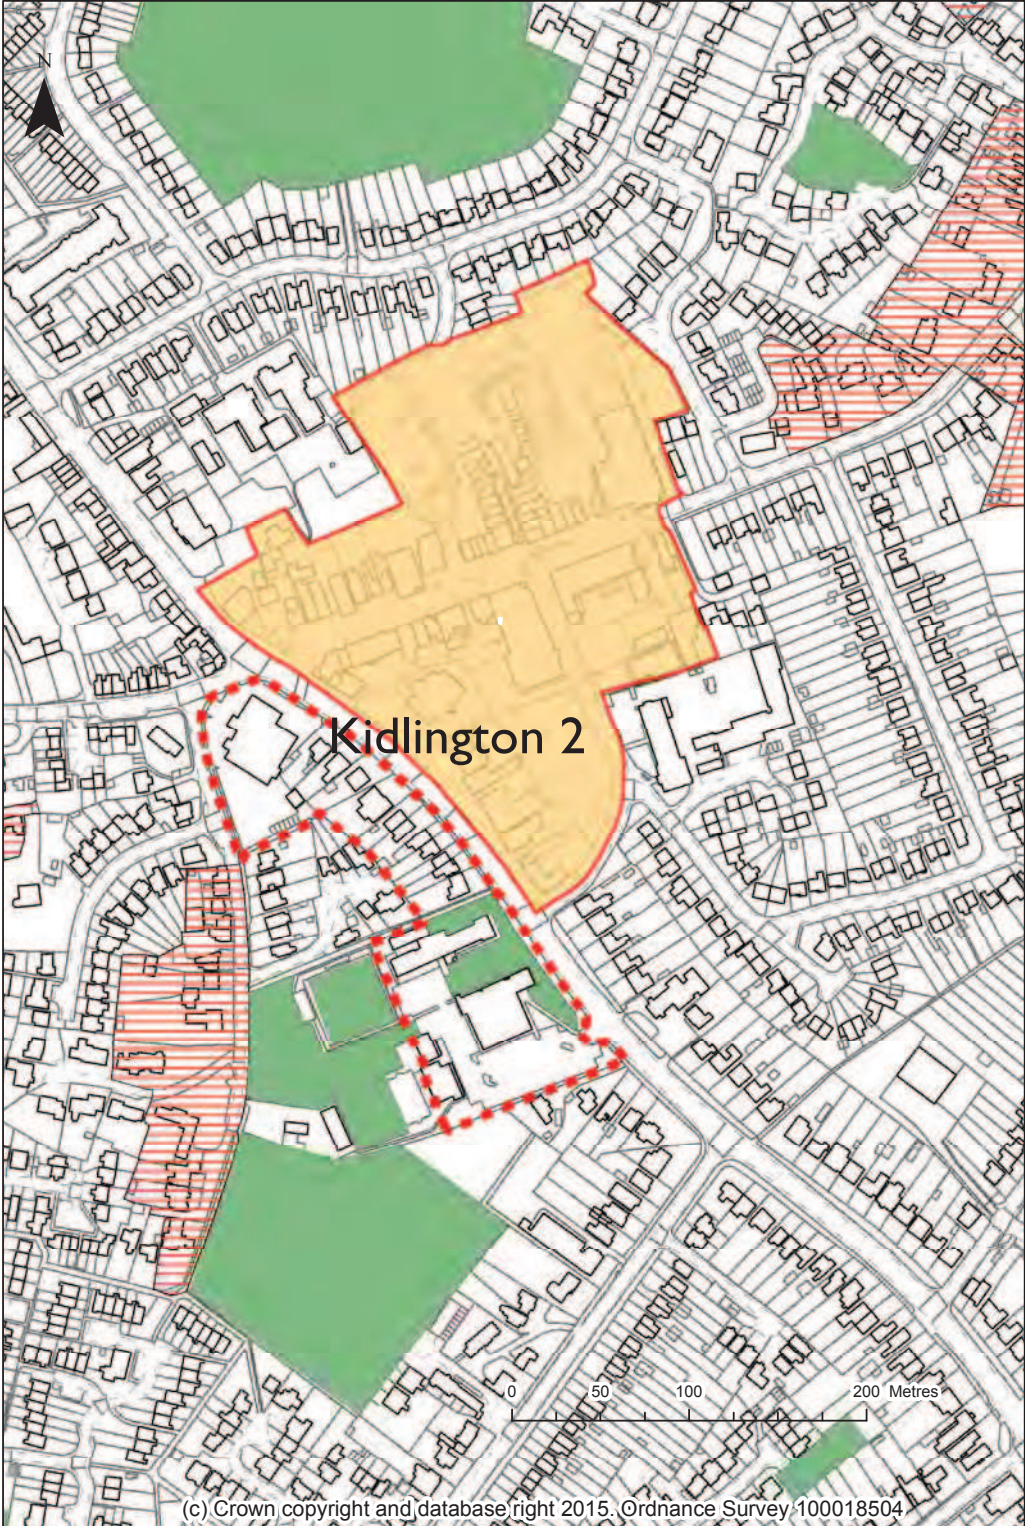 N
Kidlington 2
0 50 100 200 Metres
(c) Crown copyright and database right 2015. Ordnance Survey 100018504